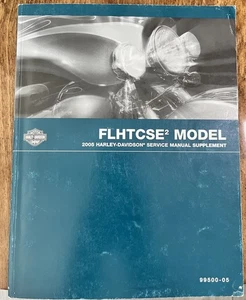 FLHTCSE² MODEL
2005 HARLEY-DAVIDSON® SERVICE MANUAL SUPPLEMENT
99500-05